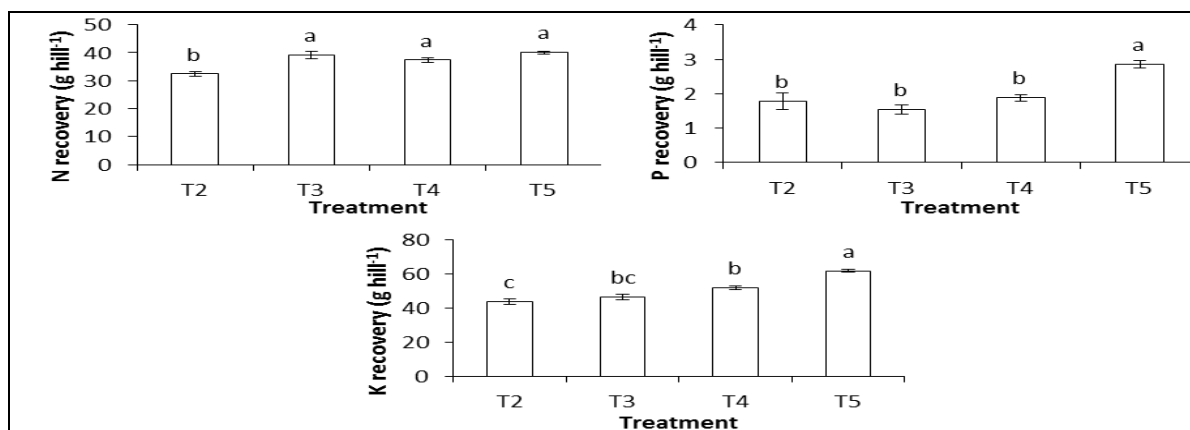 N recovery (g hill-1)
50
40
30
20
10
0
b
a
a
a
T2
T3
T4
T5
Treatment
P recovery (g hill-1)
4
3
2
1
0
b
b
b
a
T2
T3
T4
T5
Treatment
K recovery (g hill-1)
80
60
40
20
0
c
bc
b
a
T2
T3
T4
T5
Treatment